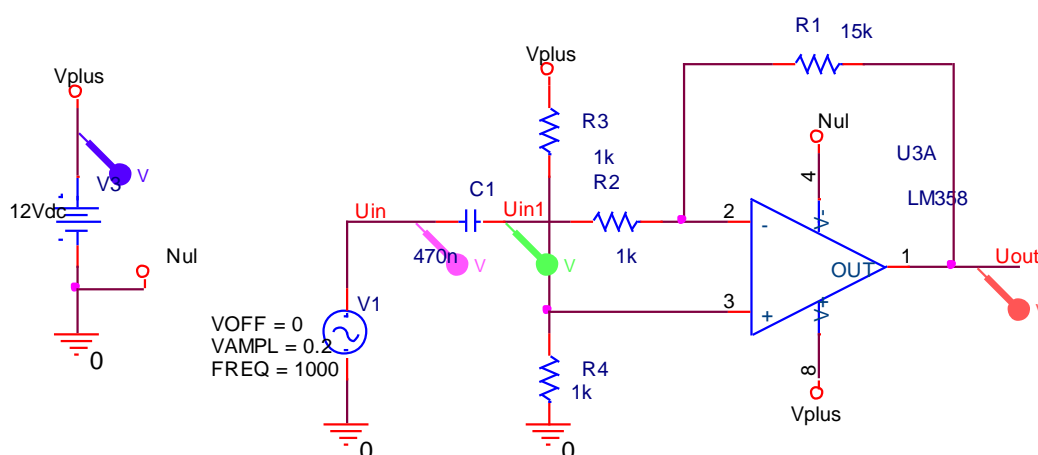 R1 15k
Vplus
Vplus
R3
1k
Nul
U3A
4
V3 V
12Vdc
C1
R2
LM358
Uin
Uin1
2
-
V-
470n
V
V
1k
OUT
1
Uout
Nul
V1
3
+
V+
VOFF = 0
VAMPL = 0.2
FREQ = 1000
0
R4
1k
8
Vplus
0
0